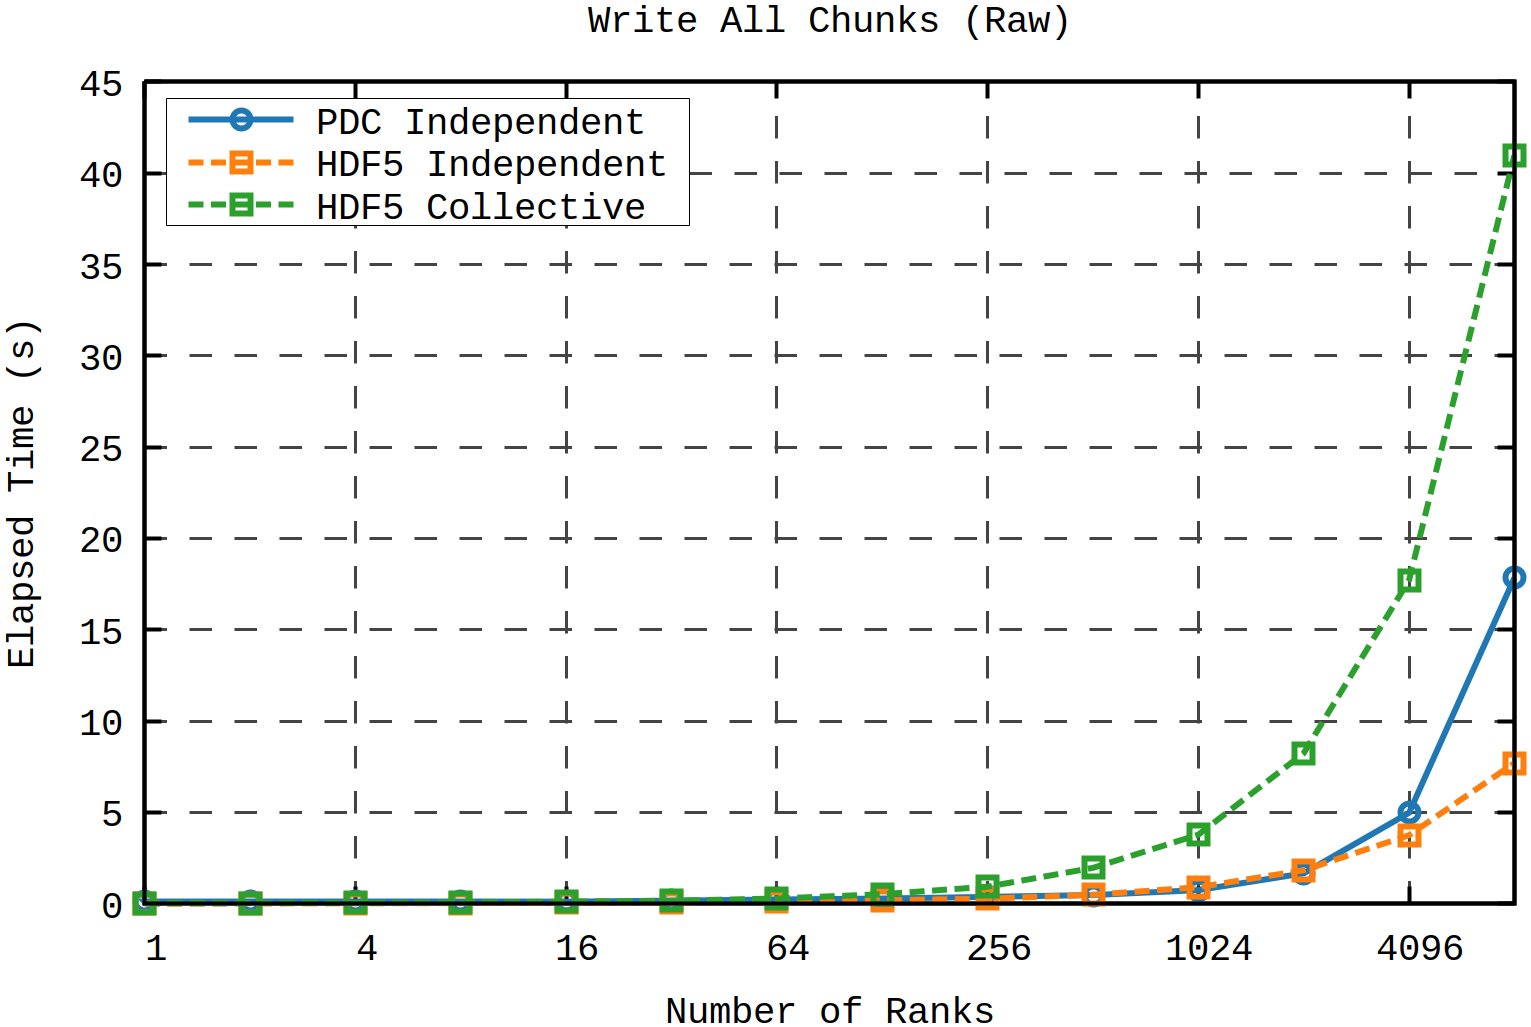 Write All Chunks (Raw)
PDC Independent
HDF5 Independent
HDF5 Collective
45
40
35
30
25
20
15
10
5
0
Elapsed Time (s)
1 4 16 64 256 1024 4096
Number of Ranks